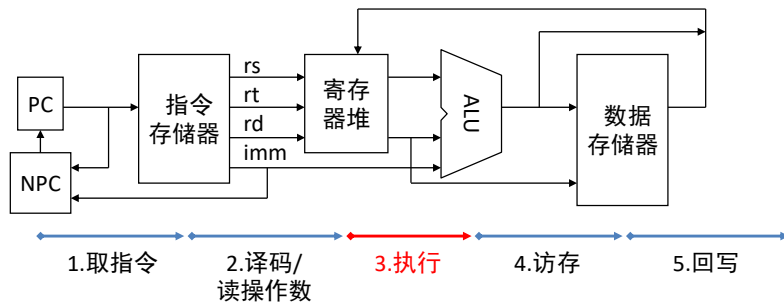 PC
NPC
指令
存储器
rs
rt
rd
imm
寄存
器堆
ALU
数据
存储器
1.取指令
2.译码/
读操作数
3.执行
4.访存
5.回写